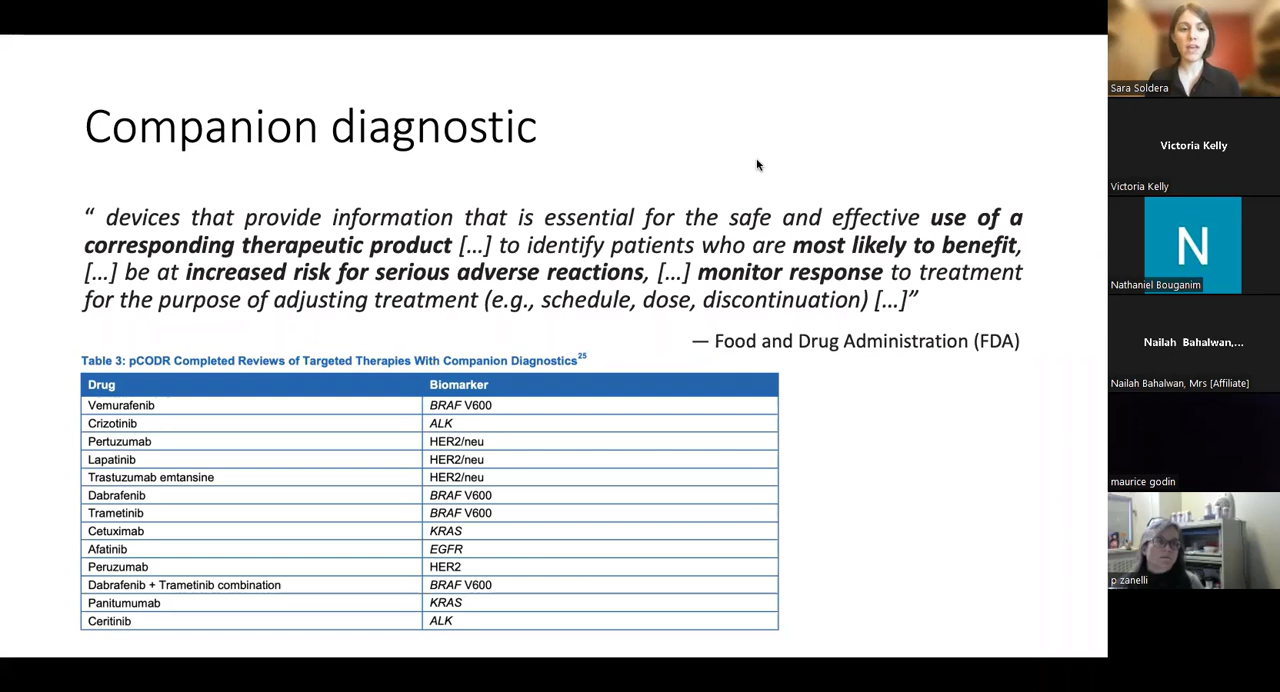 Companion diagnostic
“ devices that provide information that is essential for the safe and effective use of a
corresponding therapeutic product [...] to identify patients who are most likely to benefit,
[...] be at increased risk for serious adverse reactions, [...] monitor response to treatment
for the purpose of adjusting treatment (e.g., schedule, dose, discontinuation) [...]”
— Food and Drug Administration (FDA)
Table 3: pCODR Completed Reviews of Targeted Therapies With Companion Diagnostics25
Drug Biomarker
Vemurafenib BRAF V600
Crizotinib ALK
Pertuzumab HER2/neu
Lapatinib HER2/neu
Trastuzumab emtansine HER2/neu
Dabrafenib BRAF V600
Trametinib BRAF V600
Cetuximab KRAS
Afatinib EGFR
Peruzumab HER2
Dabrafenib + Trametinib combination BRAF V600
Panitumumab KRAS
Ceritinib ALK
Sara Soldera
Victoria Kelly
Victoria Kelly
N
Nathaniel Bouganim
Nailah Bahalwan,...
Nailah Bahalwan, Mrs [Affiliate]
maurice godin
p zanelli